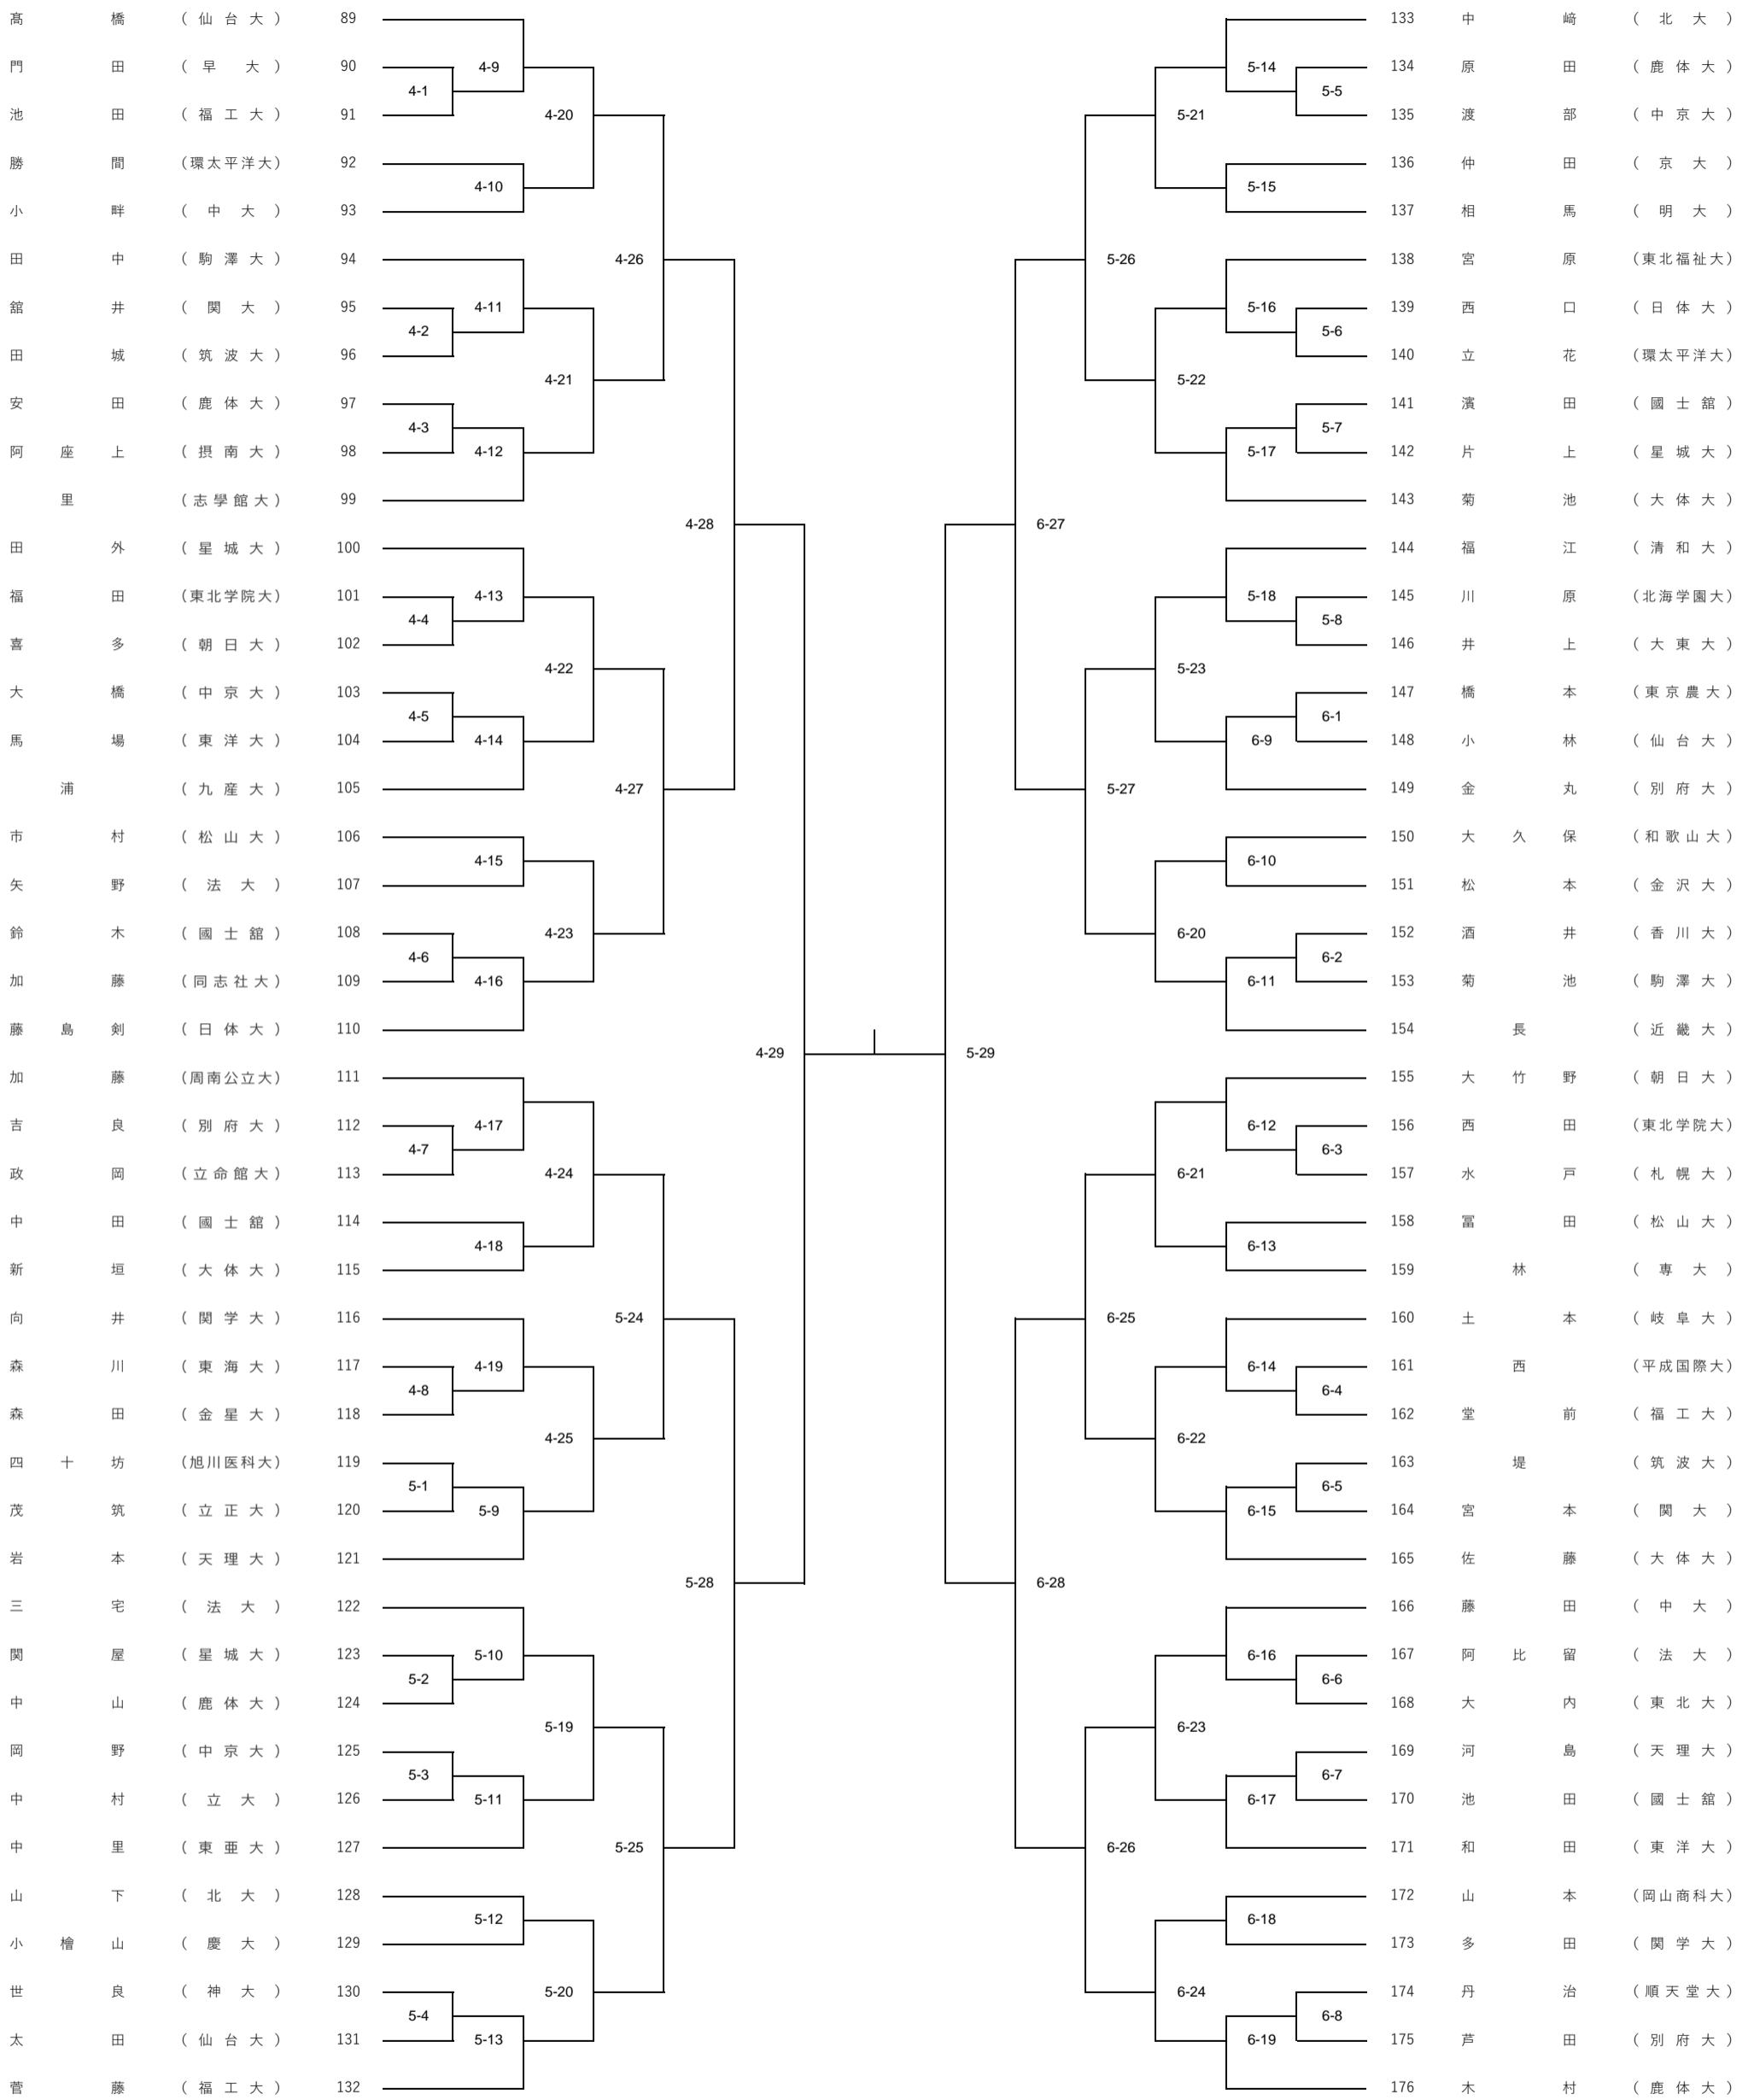 髙橋 (仙台大) 89 133 中﨑 (北大)
門田 (早大) 90 4-9 5-14 134 原田 (鹿体大)
4-1 5-5
池田 (福工大) 91 4-20 5-21 135 渡部 (中京大)
勝間 (環太平洋大) 92 136 仲田 (京大)
4-10 5-15
小畔 (中大) 93 137 相馬 (明大)
田中 (駒澤大) 94 4-26 5-26 138 宮原 (東北福祉大)
舘井 (関大) 95 4-11 5-16 139 西口 (日体大)
4-2 5-6
田城 (筑波大) 96 140 立花 (環太平洋大)
4-21 5-22
安田 (鹿体大) 97 141 濱田 (國士舘)
4-3 5-7
阿座上 (摂南大) 98 4-12 5-17 142 片上 (星城大)
里 (志學館大) 99 143 菊池 (大体大)
4-28 6-27
田外 (星城大) 100 144 福江 (清和大)
福田 (東北学院大) 101 4-13 5-18 145 川原 (北海学園大)
4-4 5-8
喜多 (朝日大) 102 146 井上 (大東大)
4-22 5-23
大橋 (中京大) 103 147 橋本 (東京農大)
4-5 6-1
馬場 (東洋大) 104 4-14 6-9 148 小林 (仙台大)
浦 (九産大) 105 4-27 5-27 149 金丸 (別府大)
市村 (松山大) 106 150 大久保 (和歌山大)
4-15 6-10
矢野 (法大) 107 151 松本 (金沢大)
鈴木 (國士舘) 108 4-23 6-20 152 酒井 (香川大)
4-6 6-2
加藤 (同志社大) 109 4-16 6-11 153 菊池 (駒澤大)
藤島剣 (日体大) 110 154 長 (近畿大)
4-29 5-29
加藤 (周南公立大) 111 155 大竹野 (朝日大)
吉良 (別府大) 112 4-17 6-12 156 西田 (東北学院大)
4-7 6-3
政岡 (立命館大) 113 4-24 6-21 157 水戸 (札幌大)
中田 (國士舘) 114 158 冨田 (松山大)
4-18 6-13
新垣 (大体大) 115 159 林 (専大)
向井 (関学大) 116 5-24 6-25 160 土本 (岐阜大)
森川 (東海大) 117 4-19 6-14 161 西 (平成国際大)
4-8 6-4
森田 (金星大) 118 162 堂前 (福工大)
4-25 6-22
四十坊 (旭川医科大) 119 163 堤 (筑波大)
5-1 6-5
茂筑 (立正大) 120 5-9 6-15 164 宮本 (関大)
岩本 (天理大) 121 165 佐藤 (大体大)
5-28 6-28
三宅 (法大) 122 166 藤田 (中大)
関屋 (星城大) 123 5-10 6-16 167 阿比留 (法大)
5-2 6-6
中山 (鹿体大) 124 168 大内 (東北大)
5-19 6-23
岡野 (中京大) 125 169 河島 (天理大)
5-3 6-7
中村 (立大) 126 5-11 6-17 170 池田 (國士舘)
中里 (東亜大) 127 5-25 6-26 171 和田 (東洋大)
山下 (北大) 128 172 山本 (岡山商科大)
5-12 6-18
小檜山 (慶大) 129 173 多田 (関学大)
世良 (神大) 130 5-20 6-24 174 丹治 (順天堂大)
5-4 6-8
太田 (仙台大) 131 5-13 6-19 175 芦田 (別府大)
菅藤 (福工大) 132 176 木村 (鹿体大)